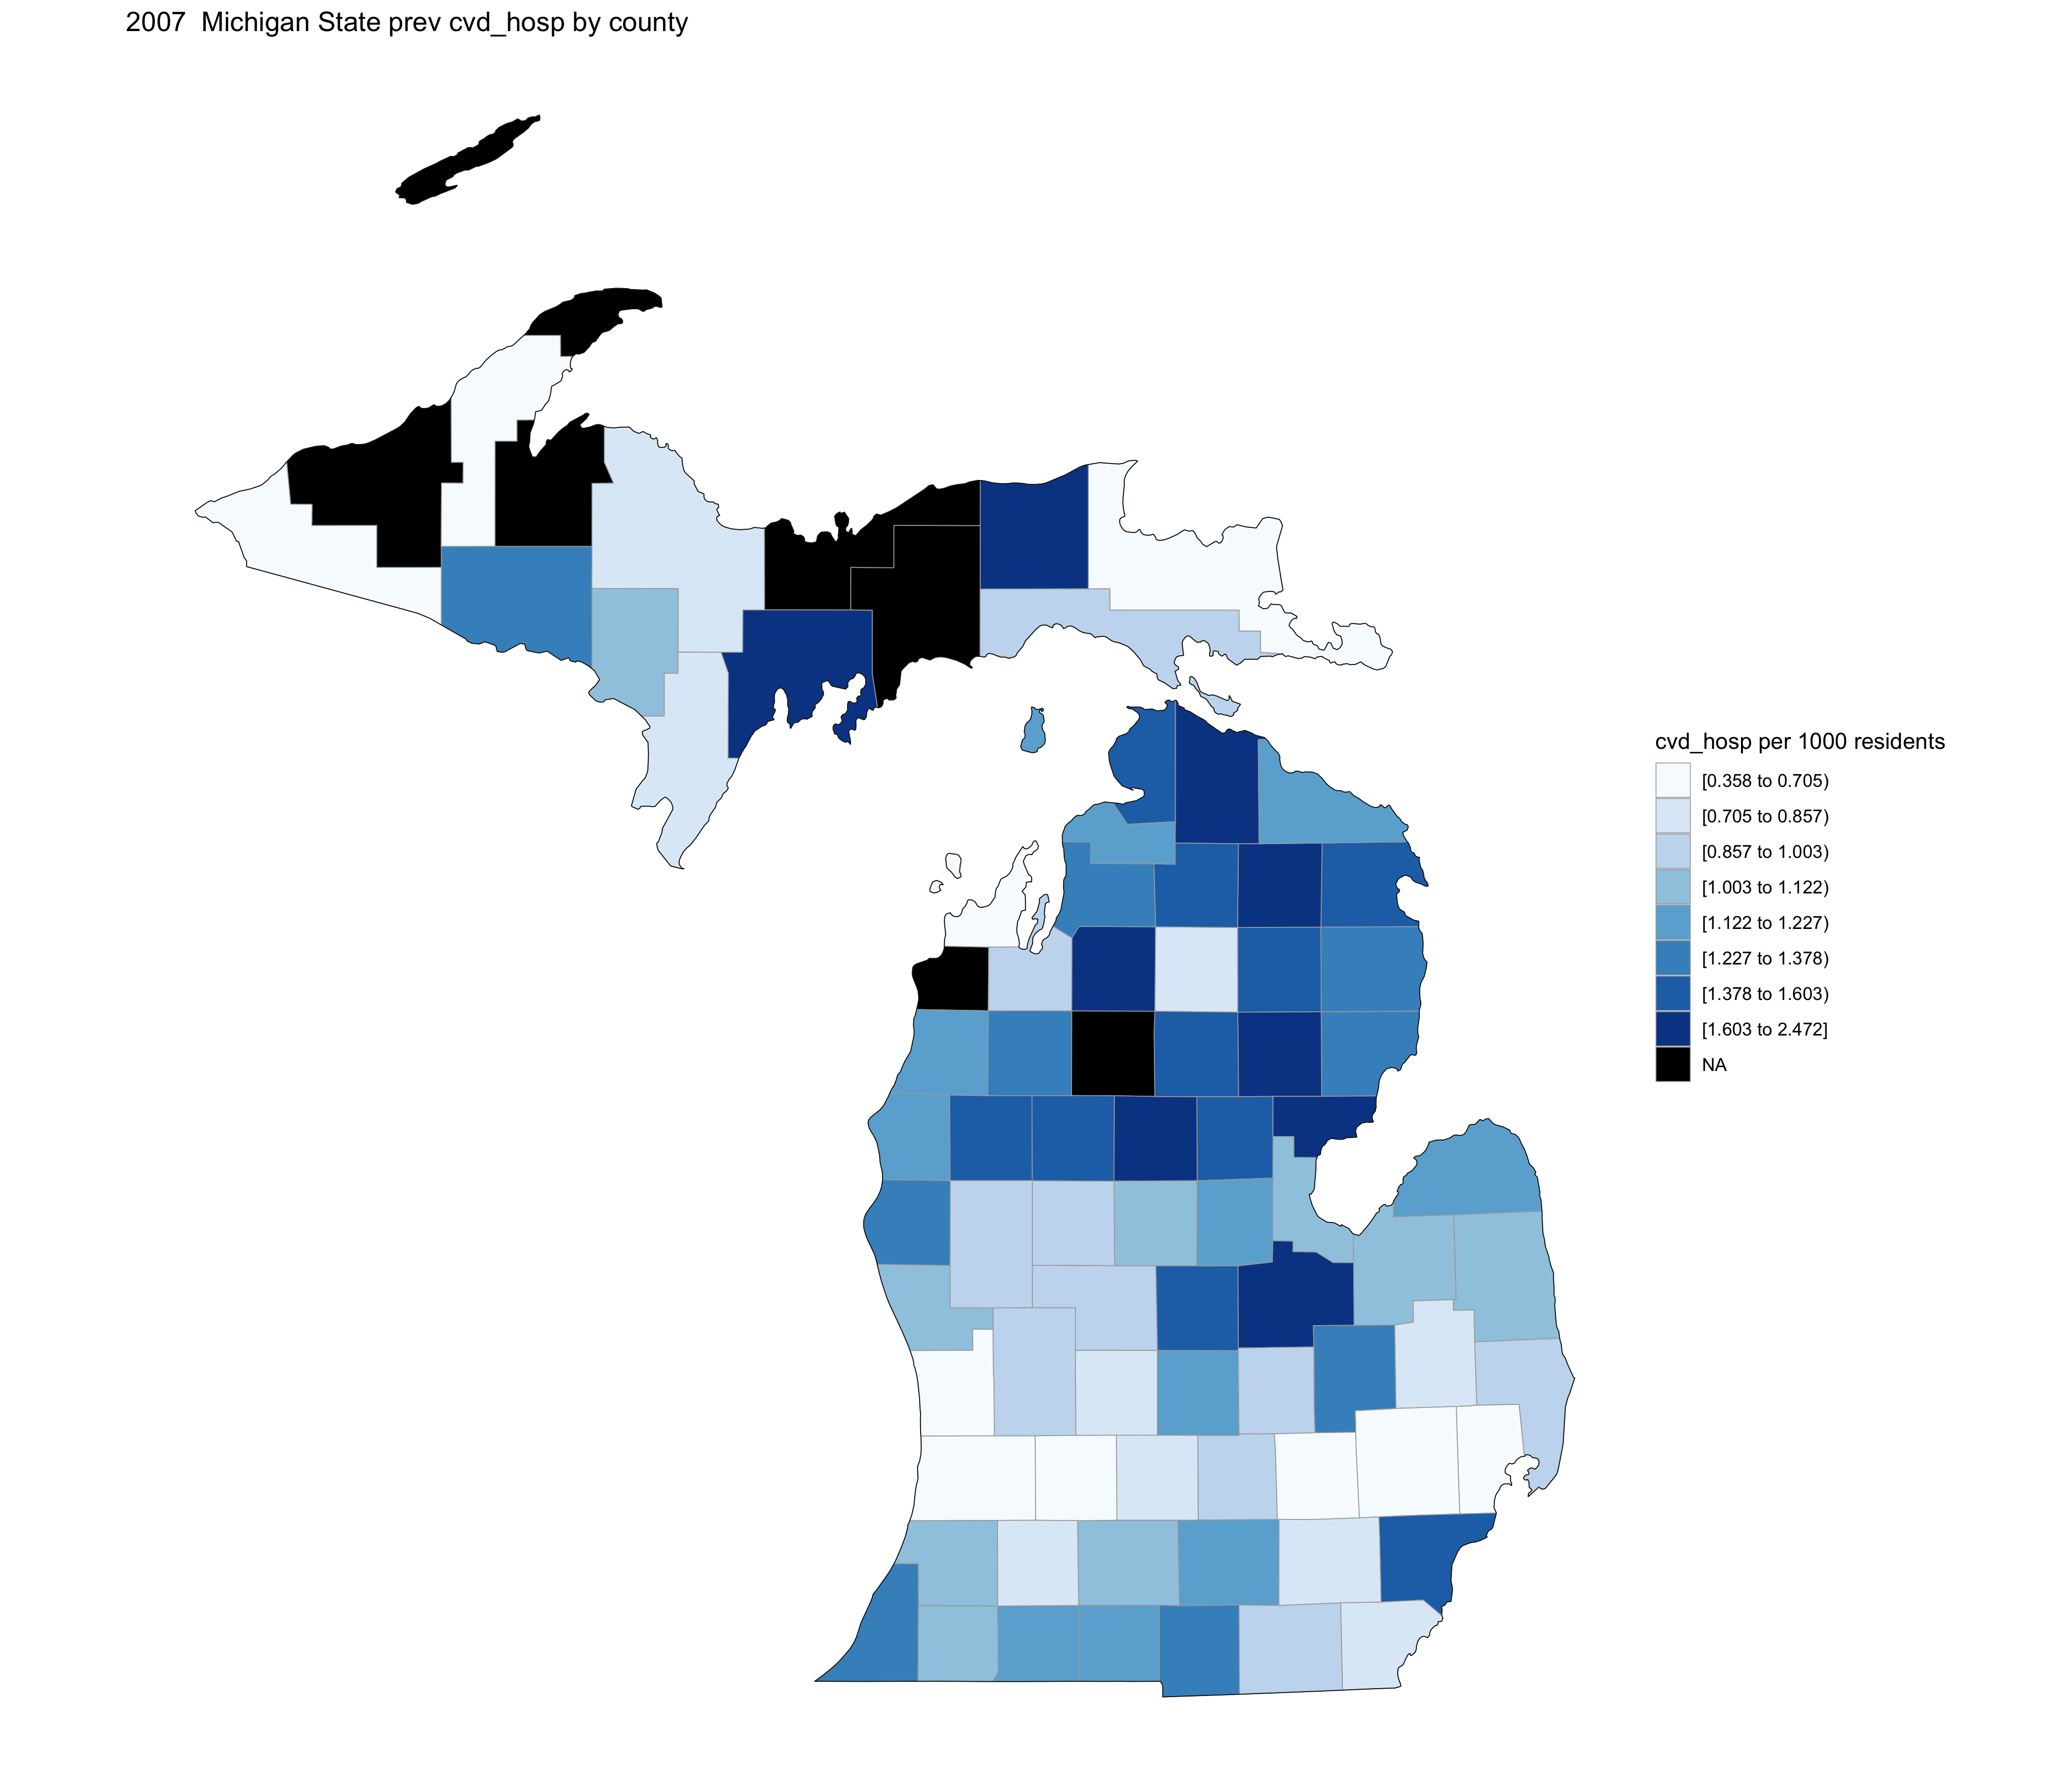 2007  Michigan State prev cvd_hosp by county
cvd_hosp per 1000 residents
[0.358 to 0.705)
[0.705 to 0.857)
[0.857 to 1.003)
[1.003 to 1.122)
[1.122 to 1.227)
[1.227 to 1.378)
[1.378 to 1.603)
[1.603 to 2.472]
NA